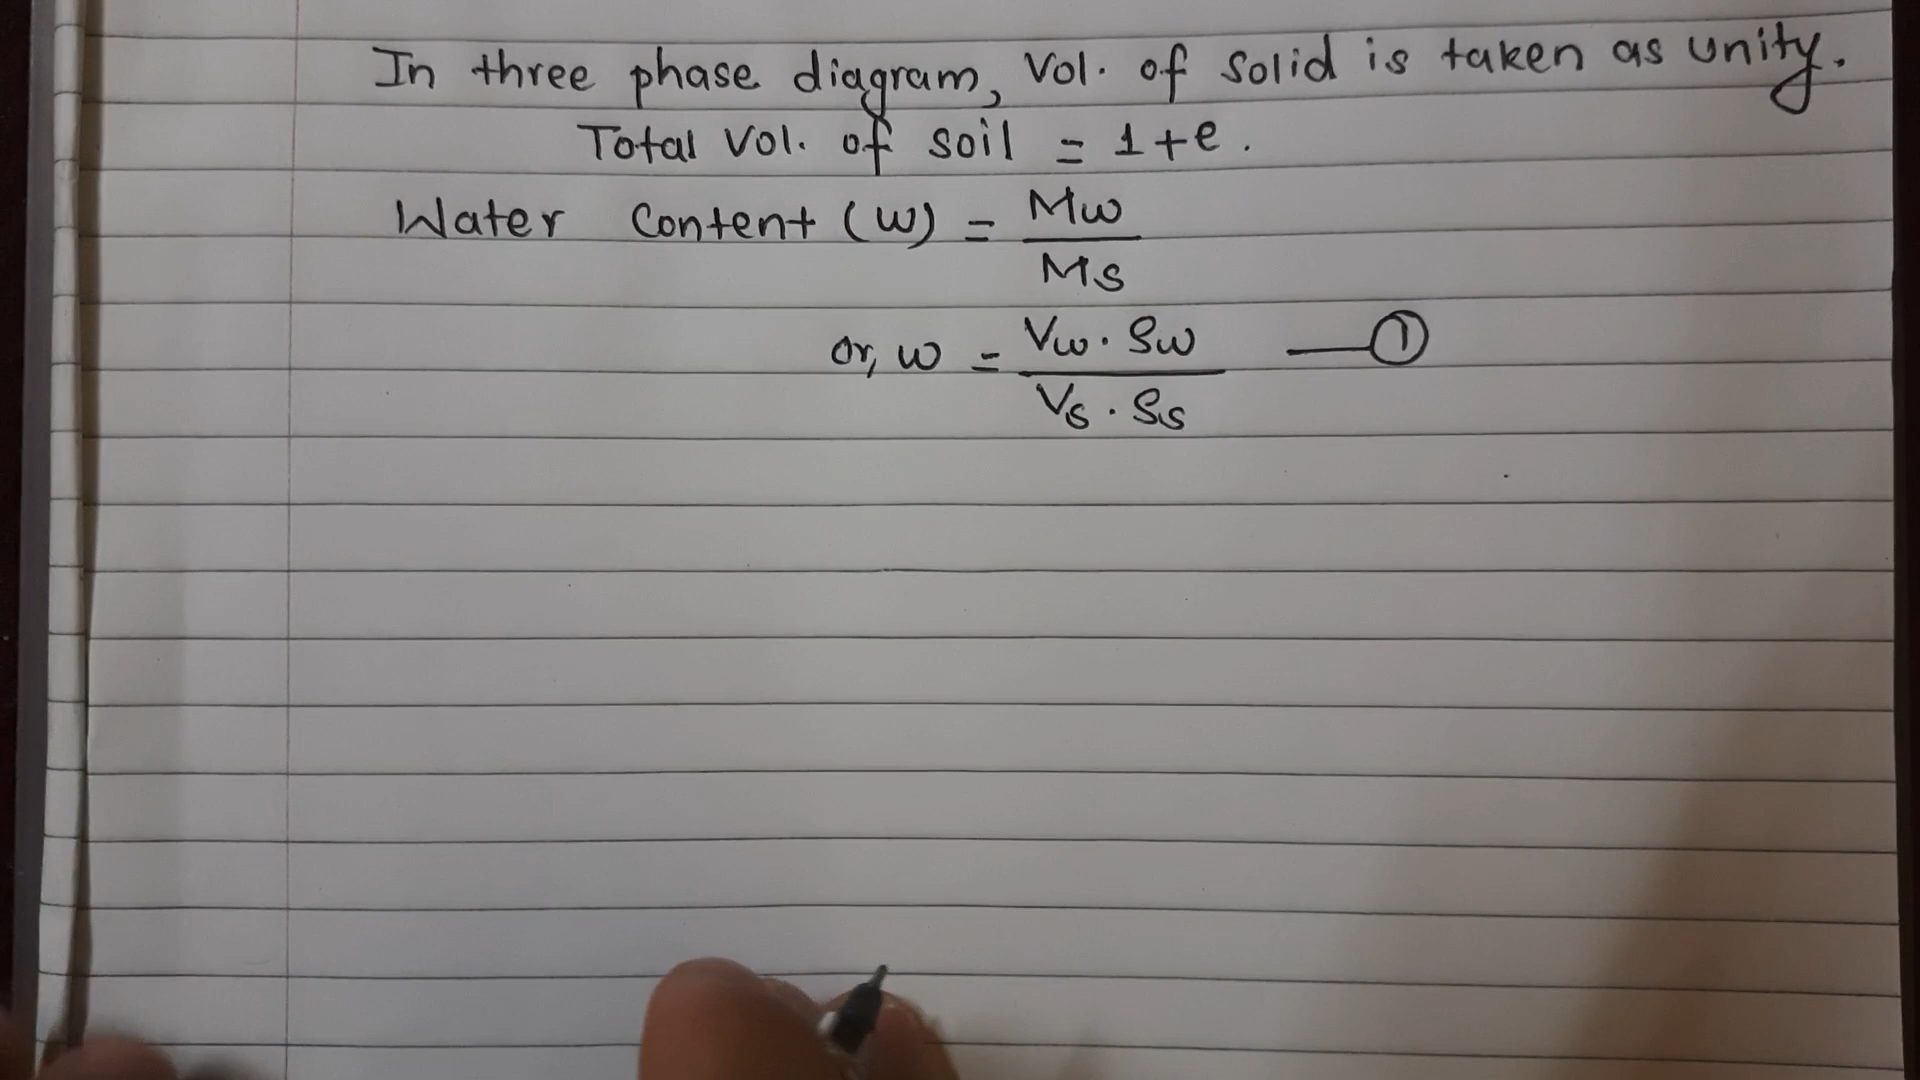 In three phase diagram, Vol. of solid is taken as unity.
Total Vol. of soil = 1+e.
Water Content (w) = Mw / Ms
or, w = Vw . ρw / Vs . ρs —①